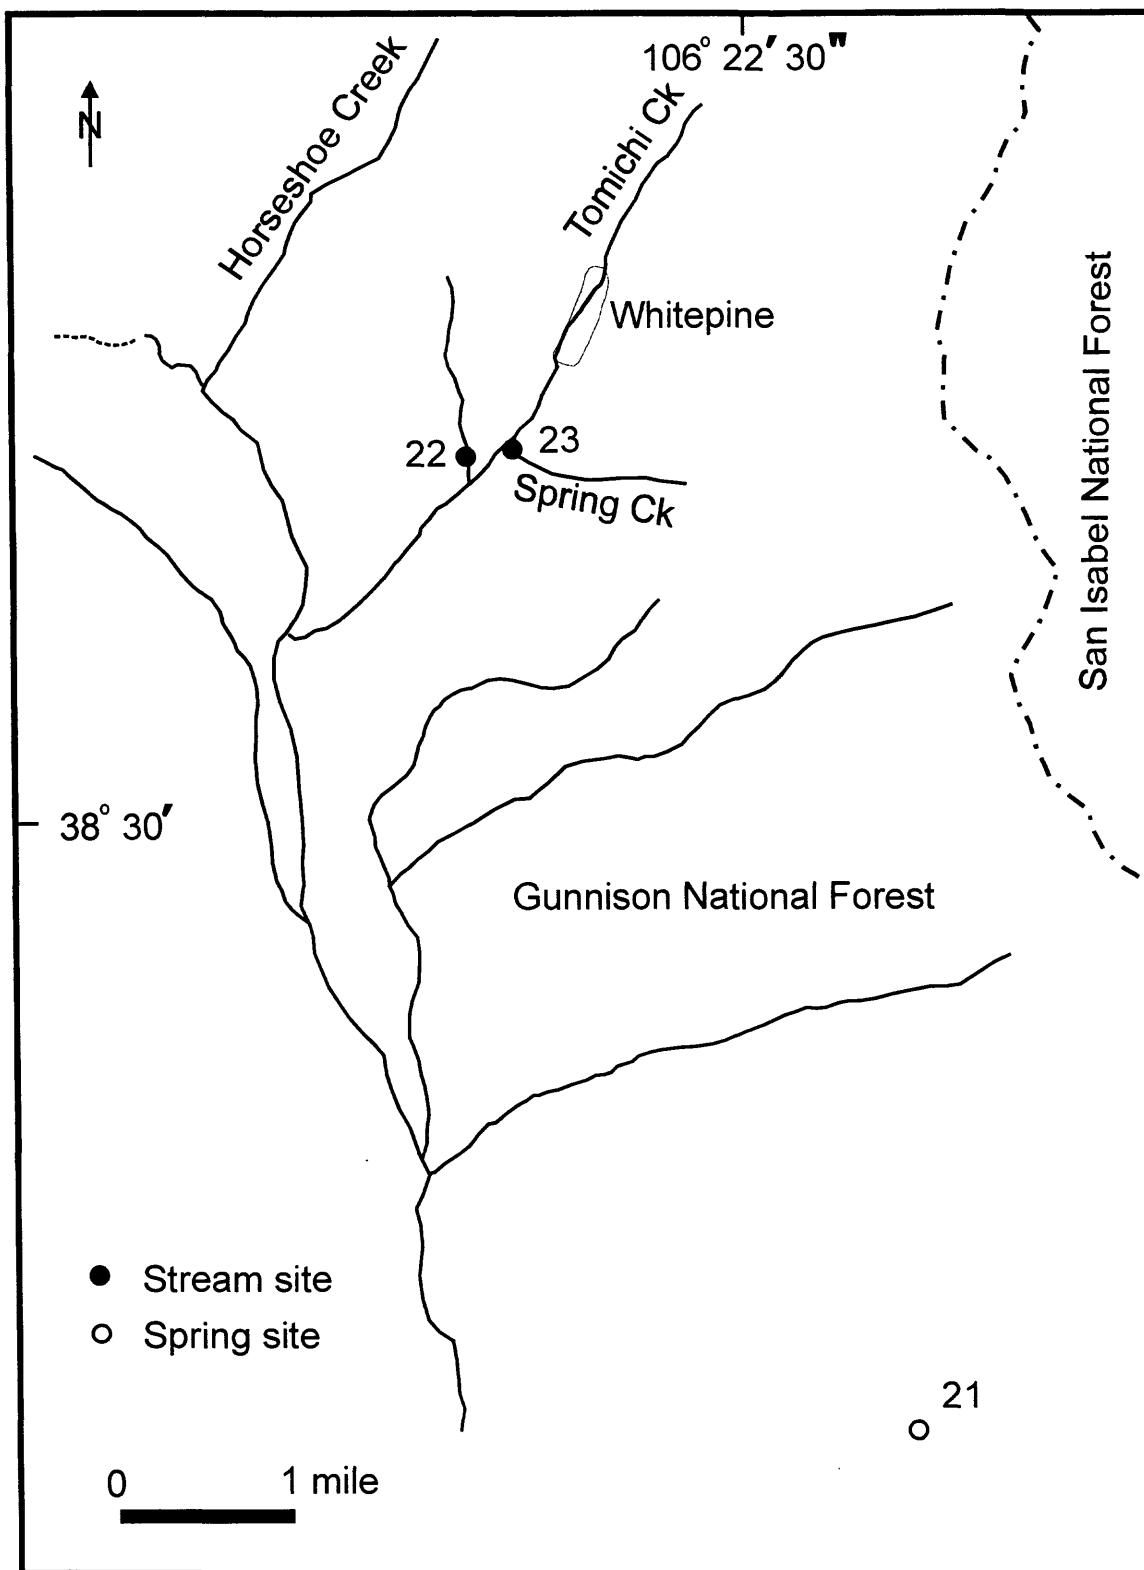 106° 22' 30"
N
Horseshoe Creek
Tomichi Ck
Whitepine
San Isabel National Forest
22
23
Spring Ck
38° 30'
Gunnison National Forest
Stream site
Spring site
21
0
1 mile